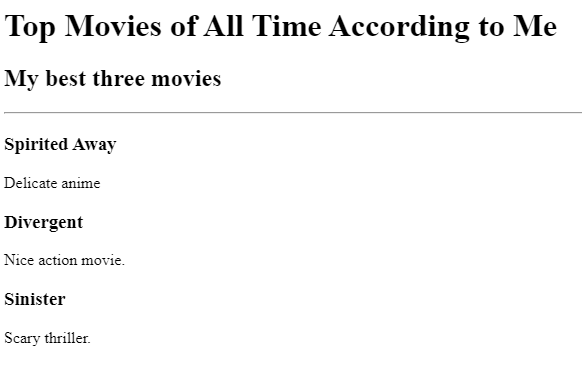 Top Movies of All Time According to Me
My best three movies
Spirited Away
Delicate anime
Divergent
Nice action movie.
Sinister
Scary thriller.